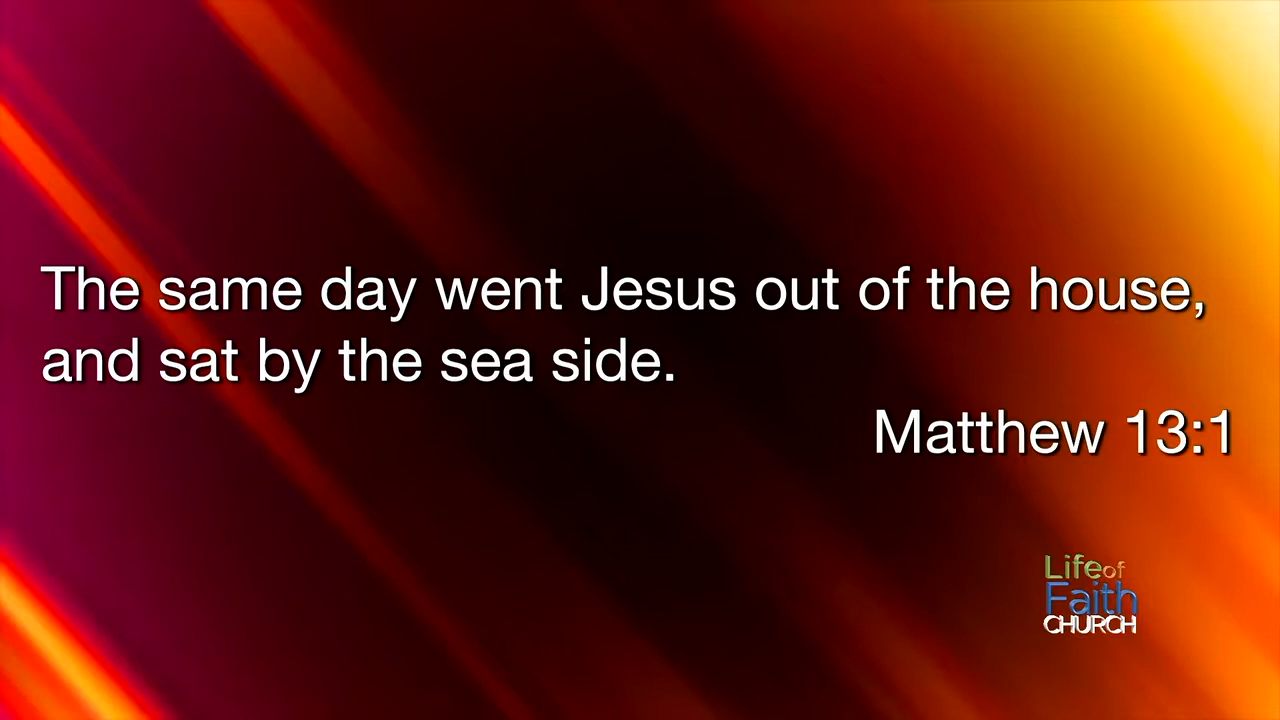 The same day went Jesus out of the house,
and sat by the sea side.
Matthew 13:1
Life of
Faith
CHURCH